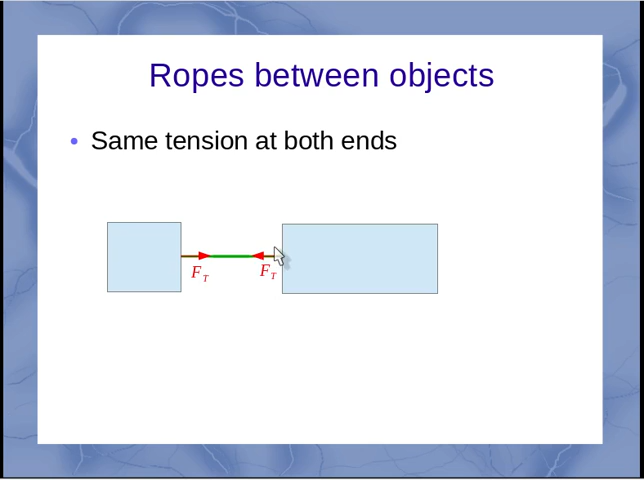 Ropes between objects
• Same tension at both ends
F_T F_T